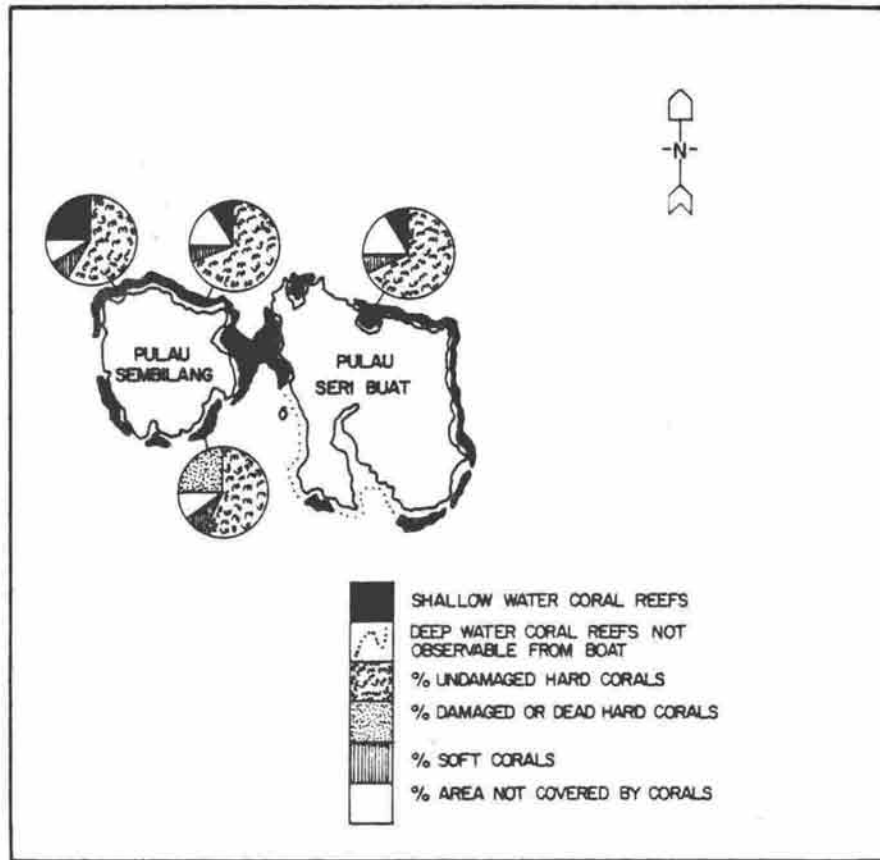 -N-
PULAU
SEMBILANG
PULAU
SERI BUAT
SHALLOW WATER CORAL REEFS
DEEP WATER CORAL REEFS NOT
OBSERVABLE FROM BOAT
% UNDAMAGED HARD CORALS
% DAMAGED OR DEAD HARD CORALS
% SOFT CORALS
% AREA NOT COVERED BY CORALS